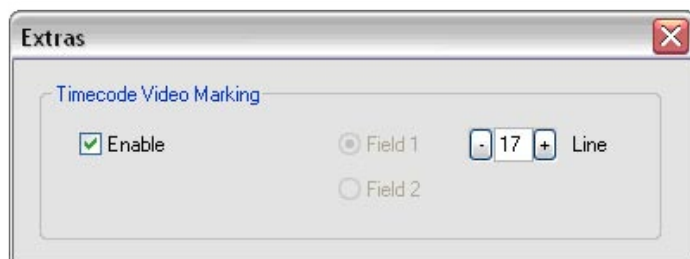 Extras
Timecode Video Marking
Enable Field 1 - 17 + Line
Field 2